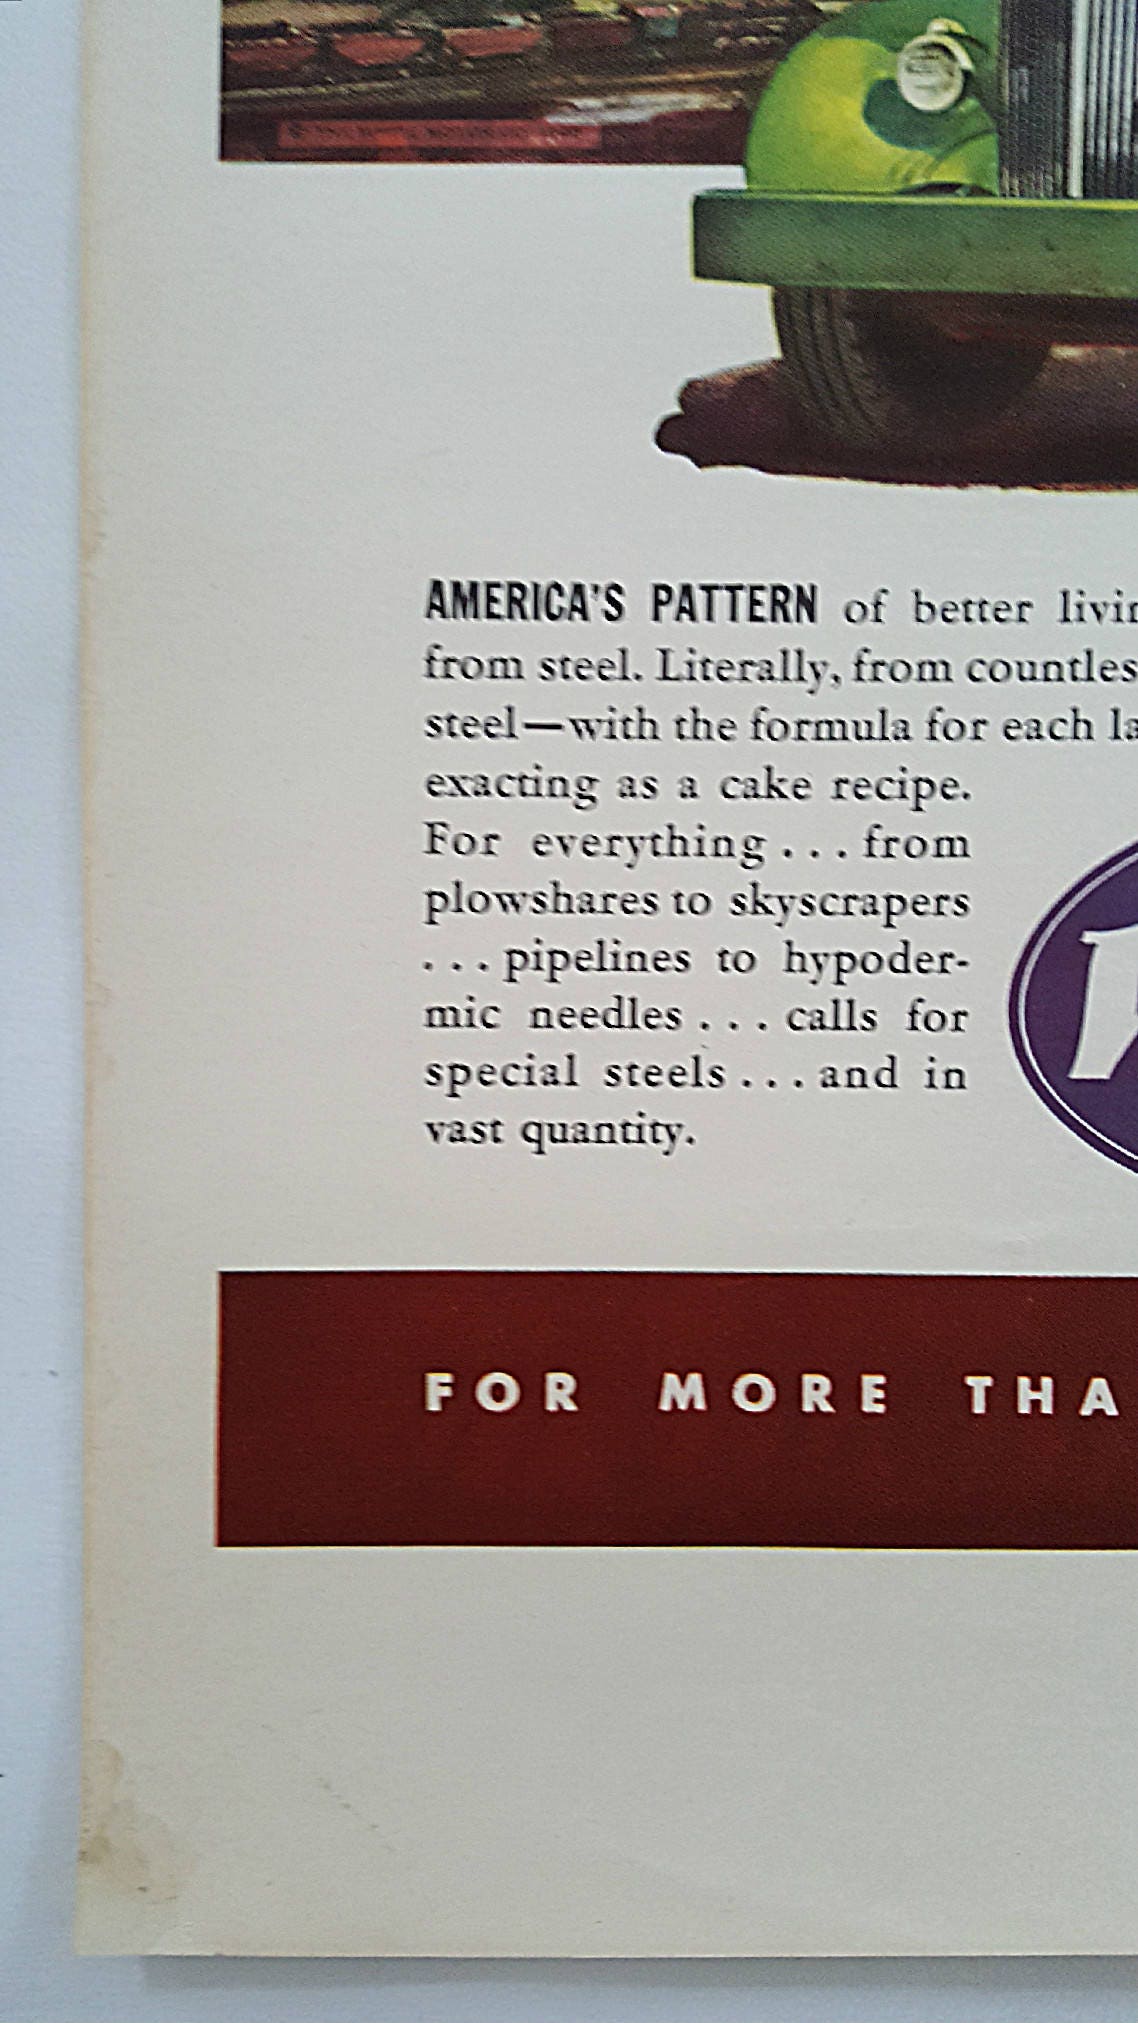 AMERICA'S PATTERN of better livin
from steel. Literally, from countles
steel—with the formula for each la
exacting as a cake recipe.
For everything . . . from
plowshares to skyscrapers
. . . pipelines to hypoder-
mic needles . . . calls for
special steels . . . and in
vast quantity.
FOR MORE THA